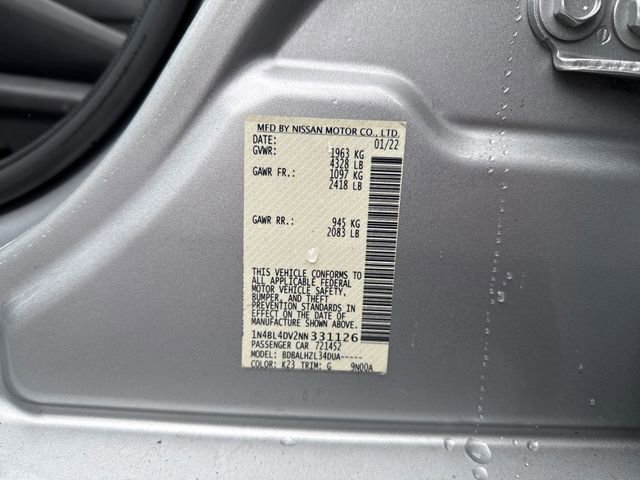 MFD BY NISSAN MOTOR CO., LTD.
DATE: 01/22
GVWR: 1963 KG
4328 LB
GAWR FR.: 1097 KG
2418 LB
GAWR RR.: 945 KG
2083 LB
THIS VEHICLE CONFORMS TO
ALL APPLICABLE FEDERAL
MOTOR VEHICLE SAFETY,
BUMPER, AND THEFT
PREVENTION STANDARDS IN
EFFECT ON THE DATE OF
MANUFACTURE SHOWN ABOVE.
1N4BL4DV2NN331126
PASSENGER CAR 721452
MODEL: BDBALHZL34DUA-----
COLOR: K23 TRIM: G 9N00A